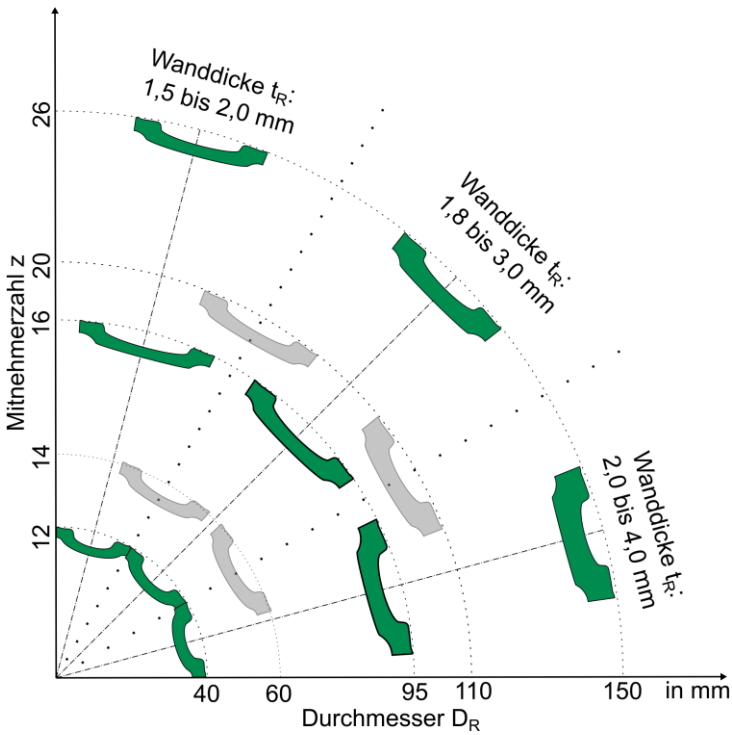 Wanddicke tR:
1,5 bis 2,0 mm
Wanddicke tR:
1,8 bis 3,0 mm
Wanddicke tR:
2,0 bis 4,0 mm
Mitnehmerzahl z
26
20
16
14
12
40 60 95 110 150 in mm
Durchmesser DR